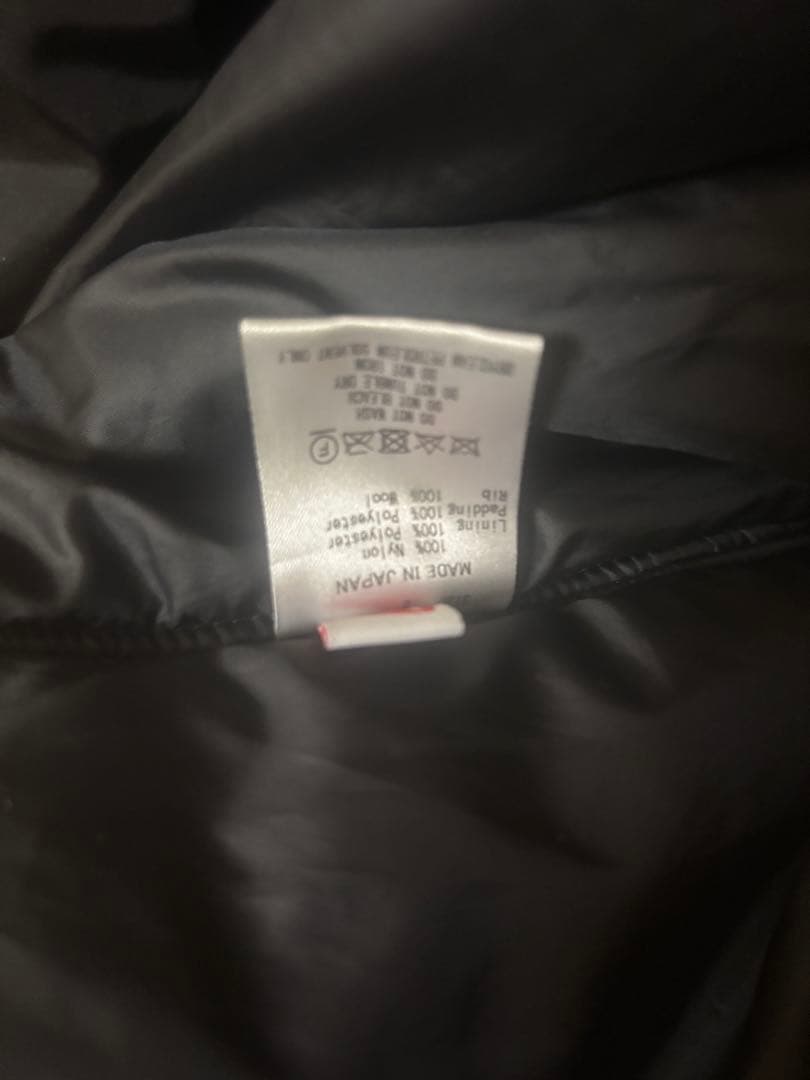 MADE IN JAPAN
100% Nylon
Lining 100% Polyester
Padding 100% Polyester
Rib 100% Wool
F
DO NOT WASH
DO NOT BLEACH
DO NOT TUMBLE DRY
DO NOT IRON
DRYCLEAN PETROLEUM SOLVENT ONLY